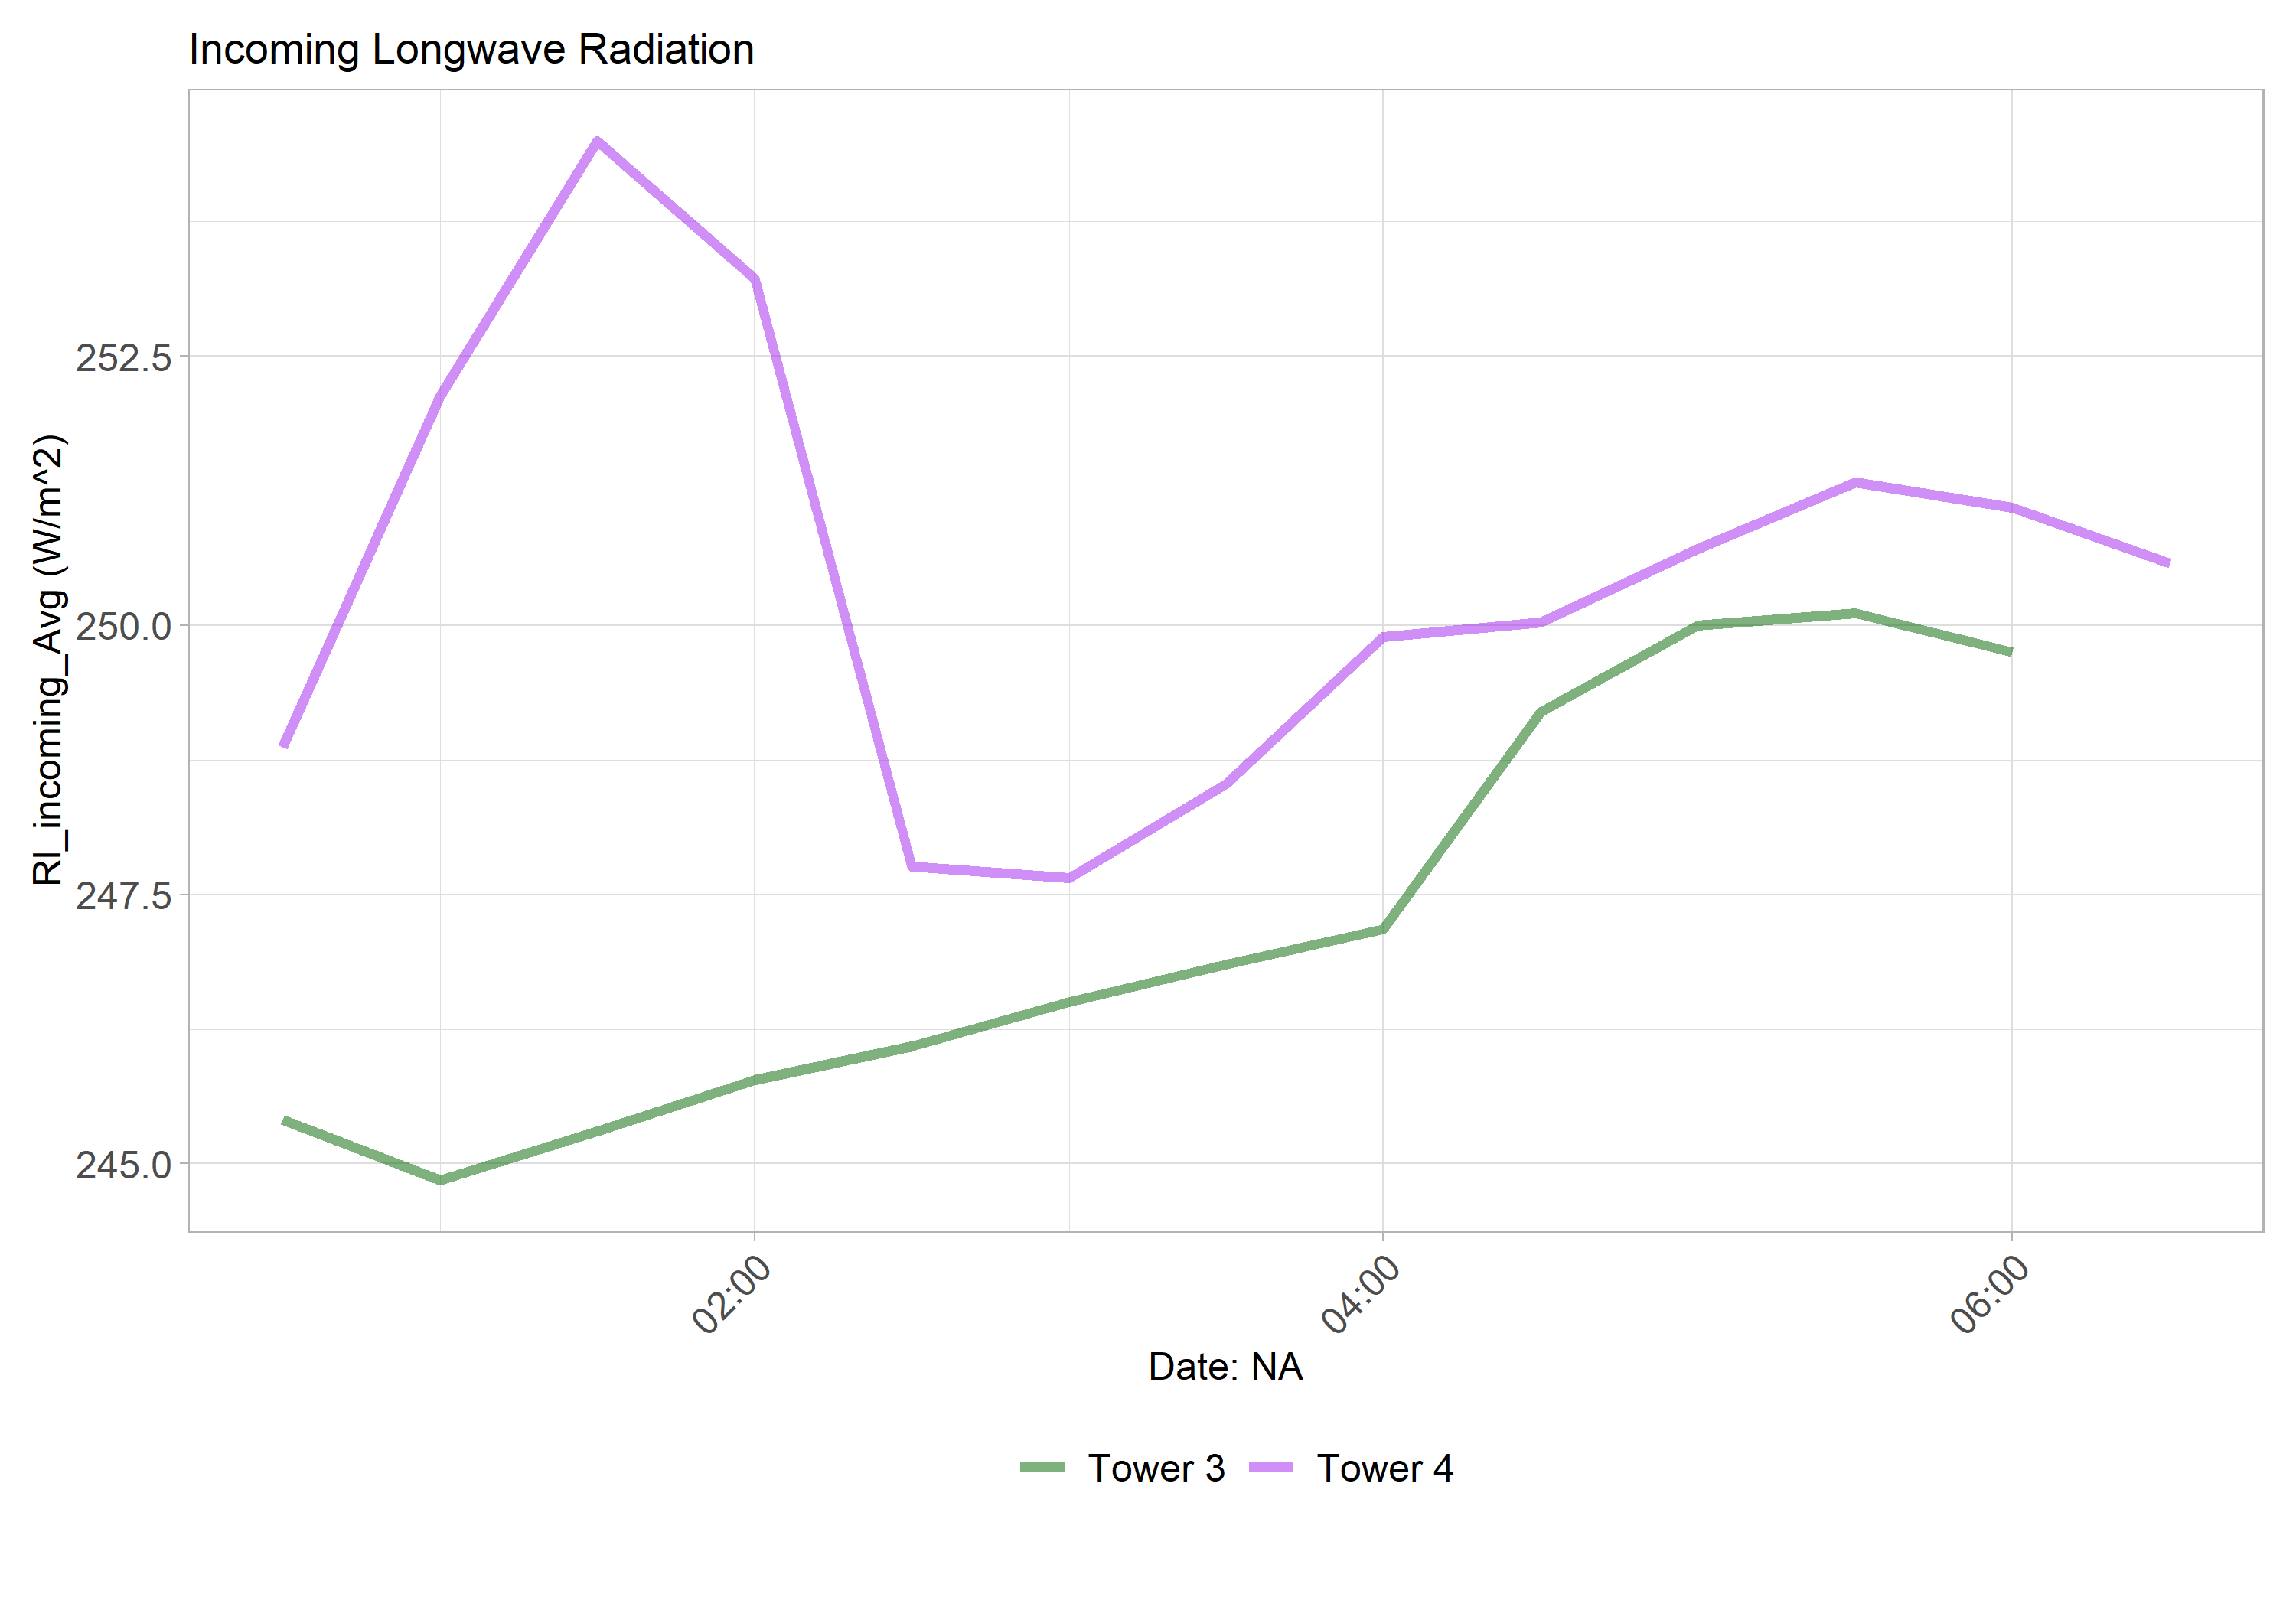 Incoming Longwave Radiation
Rl_incoming_Avg (W/m^2)
252.5
250.0
247.5
245.0
02:00
04:00
06:00
Date: NA
Tower 3
Tower 4